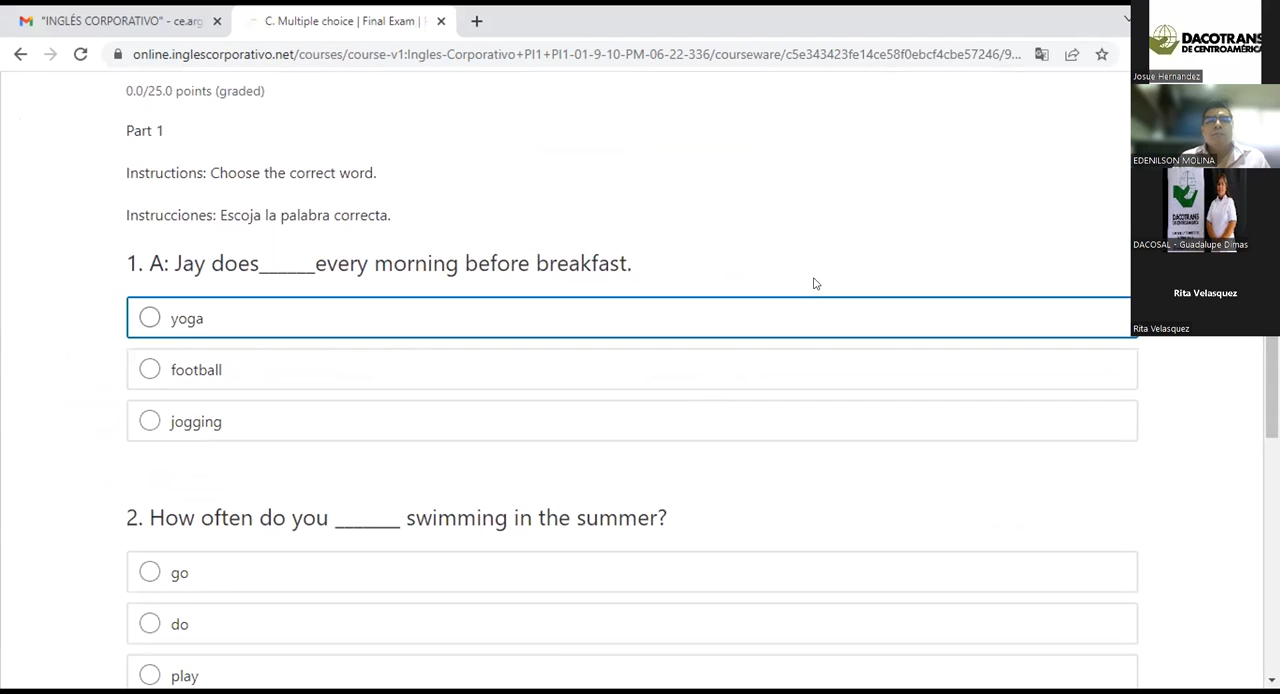 "INGLÉS CORPORATIVO" - ce.arg
C. Multiple choice | Final Exam |
online.inglescorporativo.net/courses/course-v1:Ingles-Corporativo+PI1+PI1-01-9-10-PM-06-22-336/courseware/c5e343423fe14ce58f0ebcf4cbe57246/9...
DACOTRANS
DE CENTROAMÉRICA
Josue Hernandez
0.0/25.0 points (graded)
Part 1
EDENILSON MOLINA
Instructions: Choose the correct word.
Instrucciones: Escoja la palabra correcta.
DACOTRANS
DACOSAL - Guadalupe Dimas
1. A: Jay does______every morning before breakfast.
Rita Velasquez
Rita Velasquez
yoga
football
jogging
2. How often do you _______ swimming in the summer?
go
do
play